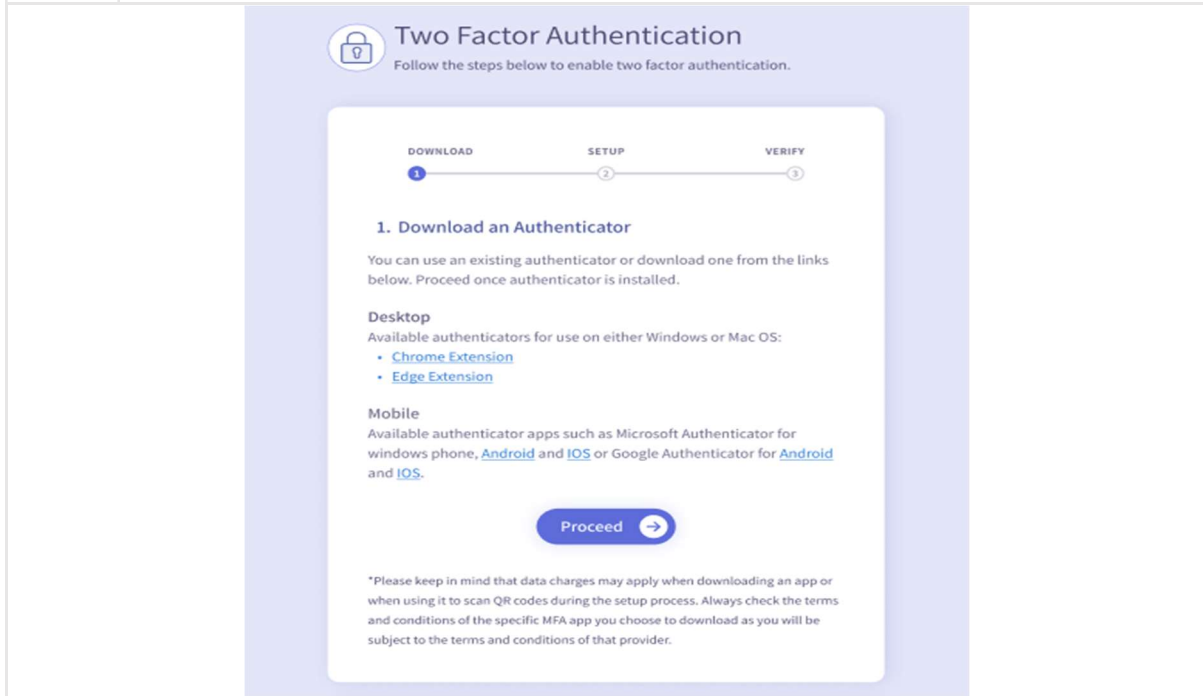 Two Factor Authentication
Follow the steps below to enable two factor authentication.
DOWNLOAD SETUP VERIFY
1 2 3
1. Download an Authenticator
You can use an existing authenticator or download one from the links
below. Proceed once authenticator is installed.
Desktop
Available authenticators for use on either Windows or Mac OS:
• Chrome Extension
• Edge Extension
Mobile
Available authenticator apps such as Microsoft Authenticator for
windows phone, Android and IOS or Google Authenticator for Android
and IOS.
Proceed
*Please keep in mind that data charges may apply when downloading an app or
when using it to scan QR codes during the setup process. Always check the terms
and conditions of the specific MFA app you choose to download as you will be
subject to the terms and conditions of that provider.